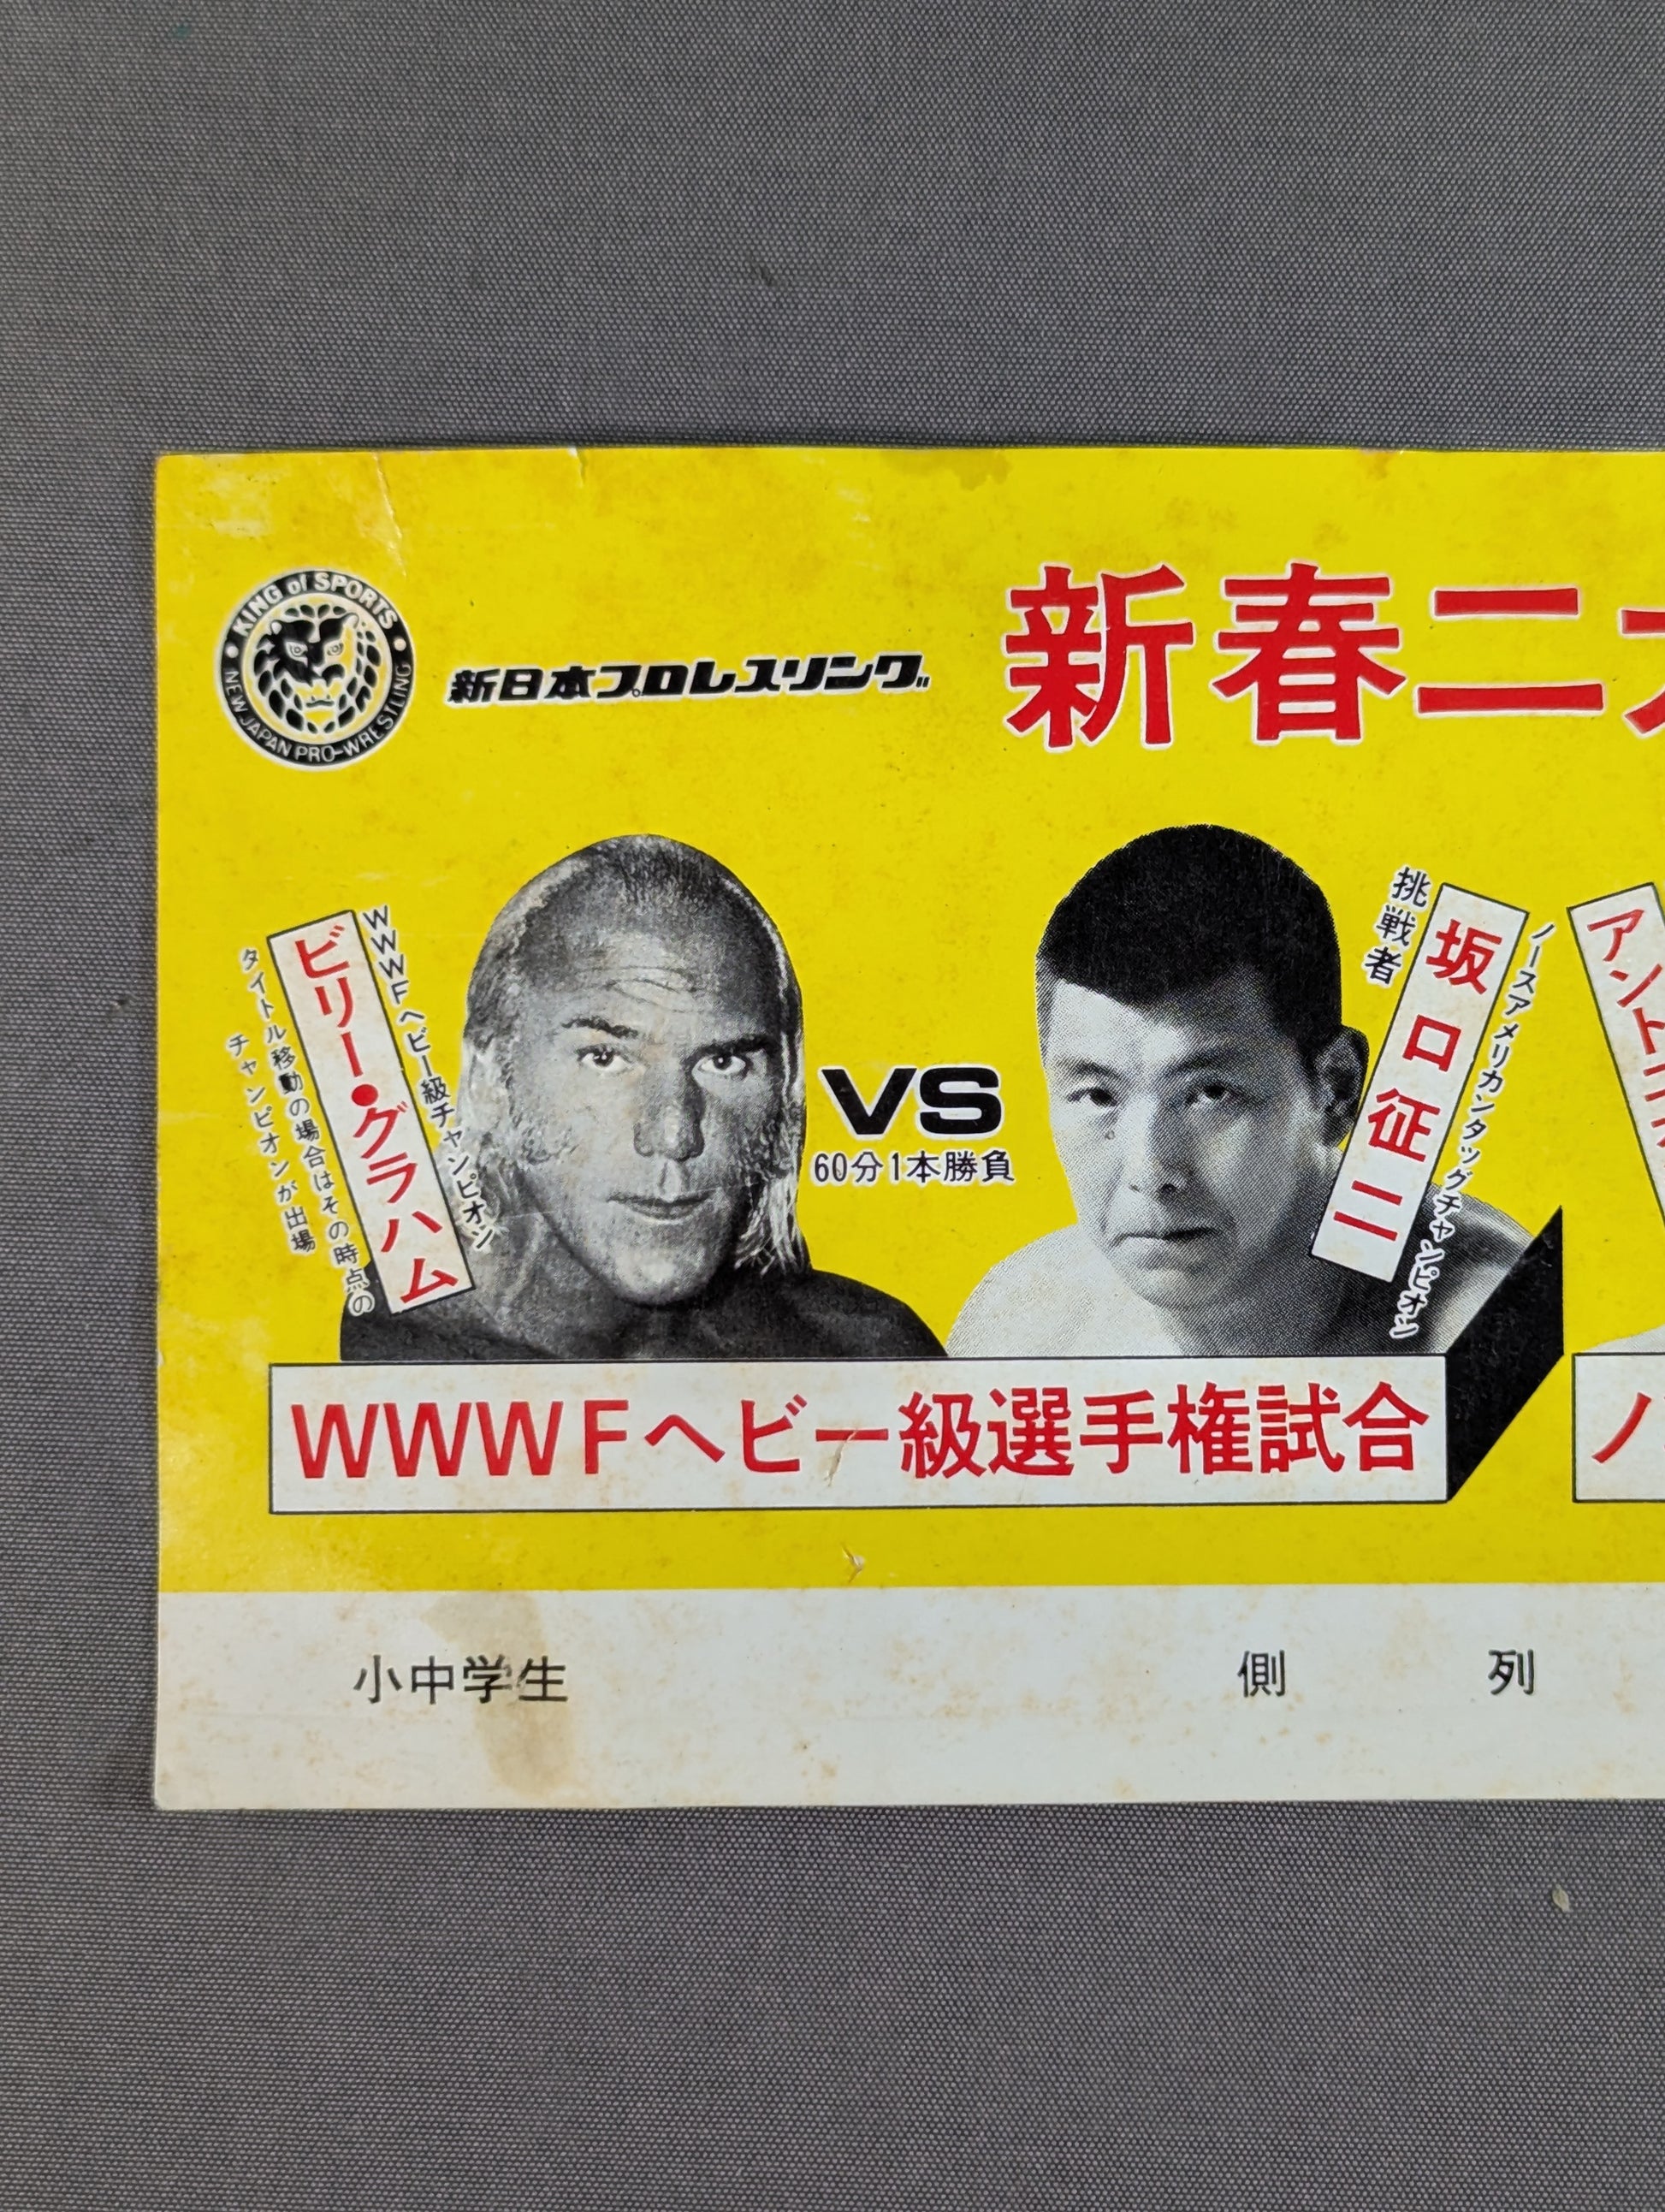 KING of SPORTS
NEW JAPAN PRO-WRESTLING
新日本プロレスリング
新春二
WWWFヘビー級チャンピオン
ビリー・グラハム
タイトル移動の場合はその時点の
チャンピオンが出場
VS
60分1本勝負
挑戦者
坂口征二
ノースアメリカンタッグチャンピオン
アント
WWWFヘビー級選手権試合
小中学生
側 列